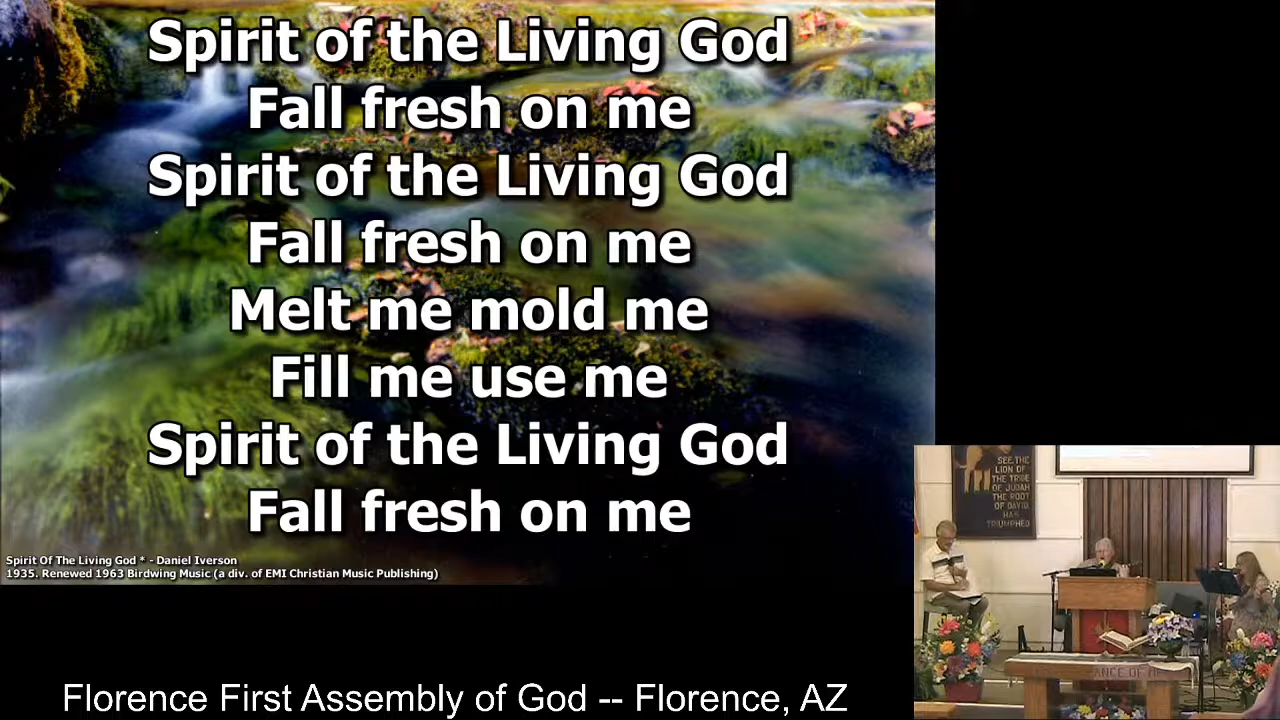 Spirit of the Living God
Fall fresh on me
Spirit of the Living God
Fall fresh on me
Melt me mold me
Fill me use me
Spirit of the Living God
Fall fresh on me
Spirit Of The Living God * - Daniel Iverson
1935. Renewed 1963 Birdwing Music (a div. of EMI Christian Music Publishing)
SEE, THE
LION OF
THE TRIBE
OF JUDAH
THE ROOT
OF DAVID,
HAS
TRIUMPHED
Florence First Assembly of God -- Florence, AZ